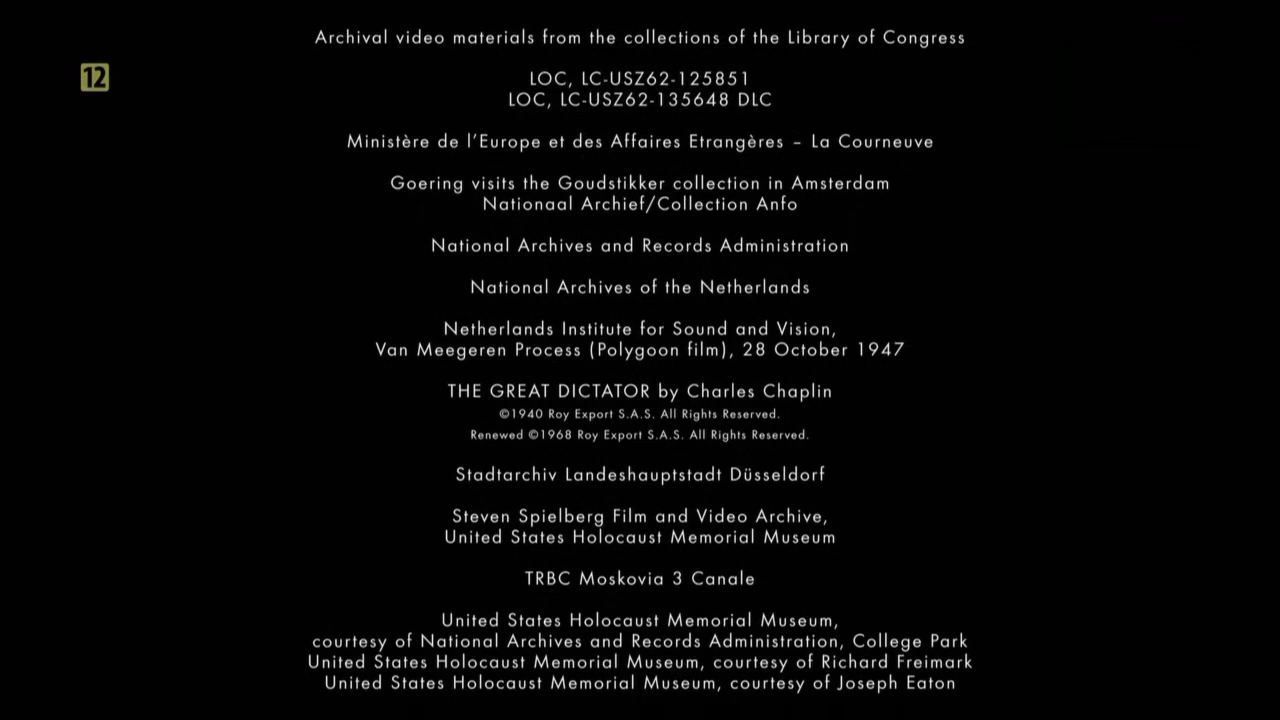 Archival video materials from the collections of the Library of Congress
12
LOC, LC-USZ62-125851
LOC, LC-USZ62-135648 DLC
Ministère de l'Europe et des Affaires Etrangères – La Courneuve
Goering visits the Goudstikker collection in Amsterdam
Nationaal Archief/Collection Anfo
National Archives and Records Administration
National Archives of the Netherlands
Netherlands Institute for Sound and Vision,
Van Meegeren Process (Polygoon film), 28 October 1947
THE GREAT DICTATOR by Charles Chaplin
©1940 Roy Export S.A.S. All Rights Reserved.
Renewed ©1968 Roy Export S.A.S. All Rights Reserved.
Stadtarchiv Landeshauptstadt Düsseldorf
Steven Spielberg Film and Video Archive,
United States Holocaust Memorial Museum
TRBC Moskovia 3 Canale
United States Holocaust Memorial Museum,
courtesy of National Archives and Records Administration, College Park
United States Holocaust Memorial Museum, courtesy of Richard Freimark
United States Holocaust Memorial Museum, courtesy of Joseph Eaton